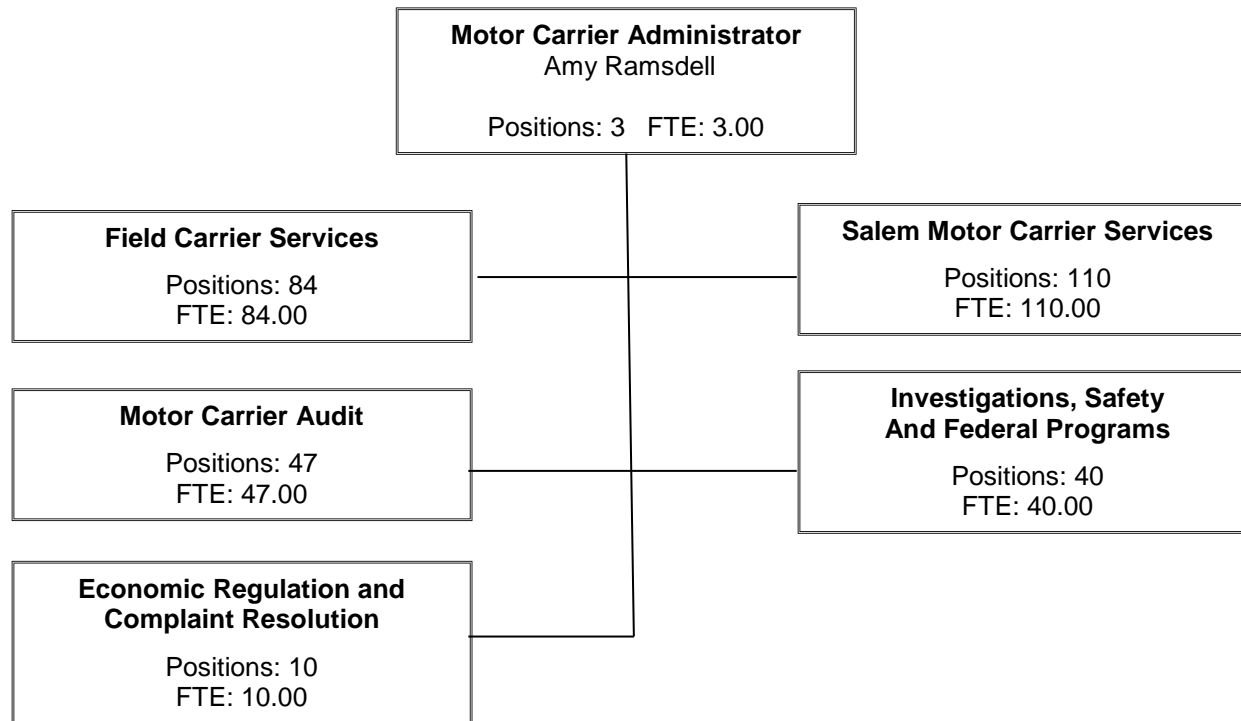 Motor Carrier Administrator
Amy Ramsdell
Positions: 3 FTE: 3.00
Field Carrier Services
Positions: 84
FTE: 84.00
Salem Motor Carrier Services
Positions: 110
FTE: 110.00
Motor Carrier Audit
Positions: 47
FTE: 47.00
Investigations, Safety
And Federal Programs
Positions: 40
FTE: 40.00
Economic Regulation and
Complaint Resolution
Positions: 10
FTE: 10.00